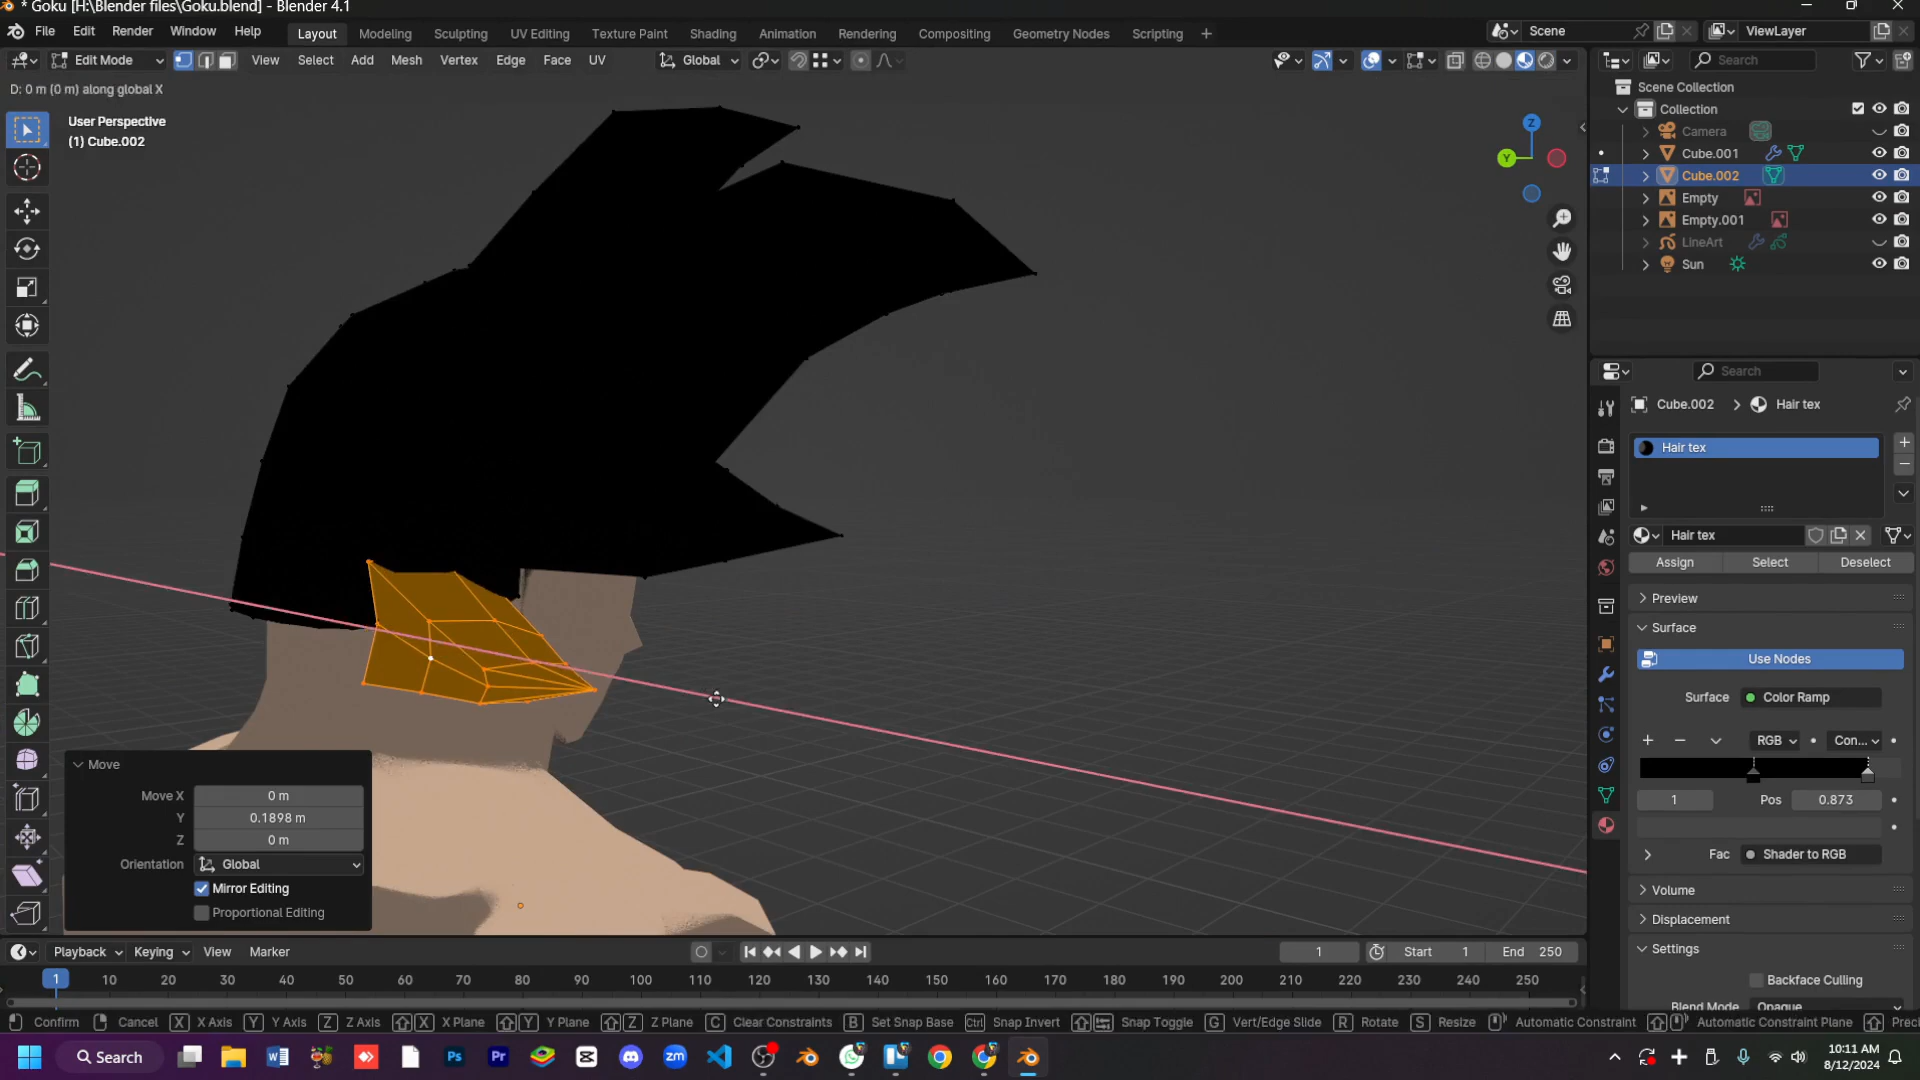 * Goku [H:\Blender files\Goku.blend] - Blender 4.1
File Edit Render Window Help Layout Modeling Sculpting UV Editing Texture Paint Shading Animation Rendering Compositing Geometry Nodes Scripting + Scene ViewLayer
Edit Mode View Select Add Mesh Vertex Edge Face UV Global Search
D: 0 m (0 m) along global X
User Perspective
(1) Cube.002
Z
Y
Scene Collection
Collection
Camera
Cube.001
Cube.002
Empty
Empty.001
LineArt
Sun
Search
Cube.002 > Hair tex
Hair tex
Hair tex
Assign Select Deselect
Preview
Surface
Use Nodes
Surface Color Ramp
RGB Con...
1 Pos 0.873
Fac Shader to RGB
Volume
Displacement
Settings
Backface Culling
Blend Mode Opaque
Move
Move X 0 m
Y 0.1898 m
Z 0 m
Orientation Global
Mirror Editing
Proportional Editing
Playback Keying View Marker 1 Start 1 End 250
1 10 20 30 40 50 60 70 80 90 100 110 120 130 140 150 160 170 180 190 200 210 220 230 240 250
Confirm Cancel X X Axis Y Y Axis Z Z Axis X X Plane Y Y Plane Z Z Plane C Clear Constraints B Set Snap Base Ctrl Snap Invert Snap Toggle G Vert/Edge Slide R Rotate S Resize Automatic Constraint Automatic Constraint Plane Preci
Search Ps Pr zm 10:11 AM
8/12/2024